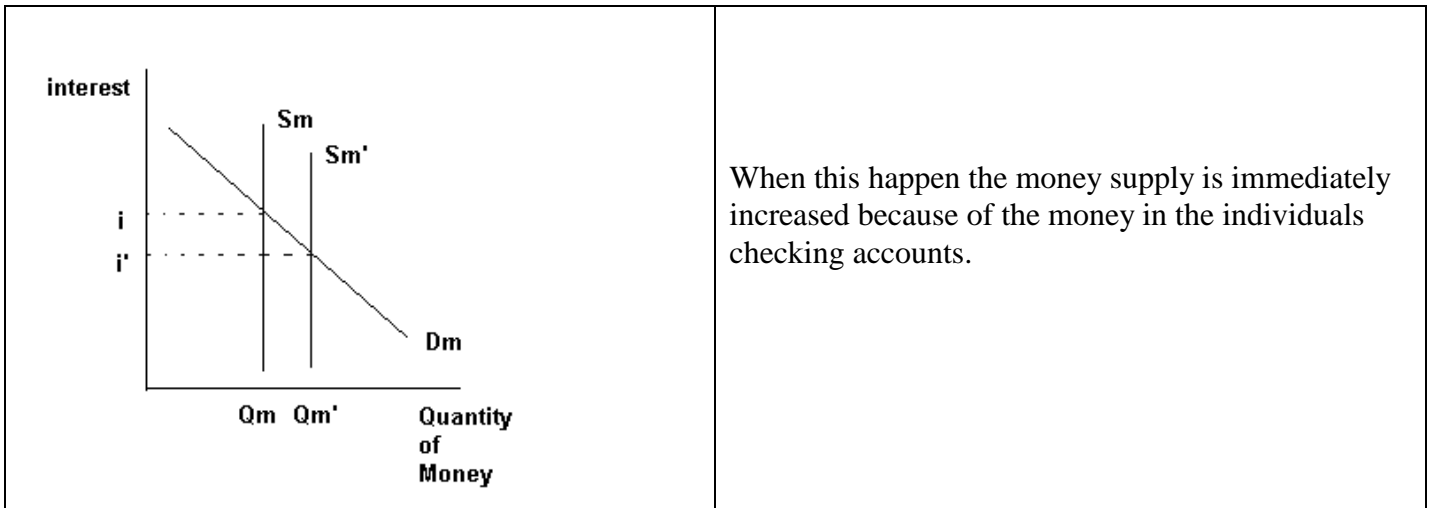 interest
Sm
Sm'
i
i'
Dm
Qm Qm' Quantity
of
Money
When this happen the money supply is immediately
increased because of the money in the individuals
checking accounts.